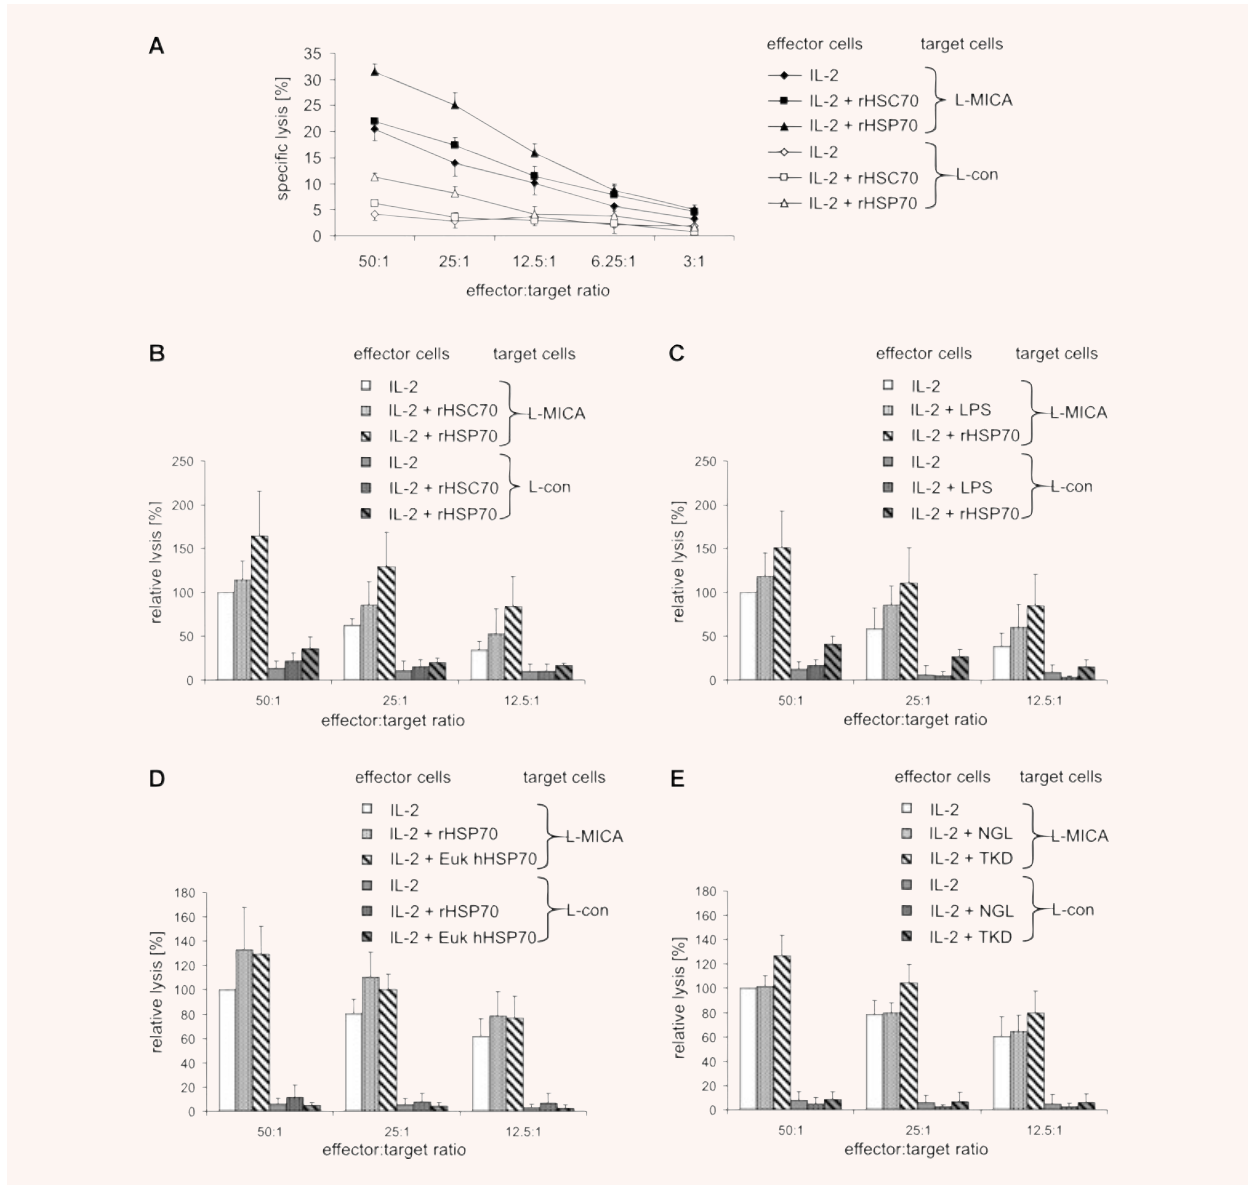 A
effector cells target cells
IL-2
IL-2 + rHSC70
IL-2 + rHSP70
L-MICA
IL-2
IL-2 + rHSC70
IL-2 + rHSP70
L-con
specific lysis [%]
35
30
25
20
15
10
5
0
50:1 25:1 12.5:1 6.25:1 3:1
effector:target ratio
B
effector cells target cells
IL-2
IL-2 + rHSC70
IL-2 + rHSP70
L-MICA
IL-2
IL-2 + rHSC70
IL-2 + rHSP70
L-con
relative lysis [%]
250
200
150
100
50
0
50:1 25:1 12.5:1
effector:target ratio
C
effector cells target cells
IL-2
IL-2 + LPS
IL-2 + rHSP70
L-MICA
IL-2
IL-2 + LPS
IL-2 + rHSP70
L-con
relative lysis [%]
250
200
150
100
50
0
50:1 25:1 12.5:1
effector:target ratio
D
effector cells target cells
IL-2
IL-2 + rHSP70
IL-2 + Euk hHSP70
L-MICA
IL-2
IL-2 + rHSP70
IL-2 + Euk hHSP70
L-con
relative lysis [%]
180
160
140
120
100
80
60
40
20
0
50:1 25:1 12.5:1
effector:target ratio
E
effector cells target cells
IL-2
IL-2 + NGL
IL-2 + TKD
L-MICA
IL-2
IL-2 + NGL
IL-2 + TKD
L-con
relative lysis [%]
180
160
140
120
100
80
60
40
20
0
50:1 25:1 12.5:1
effector:target ratio